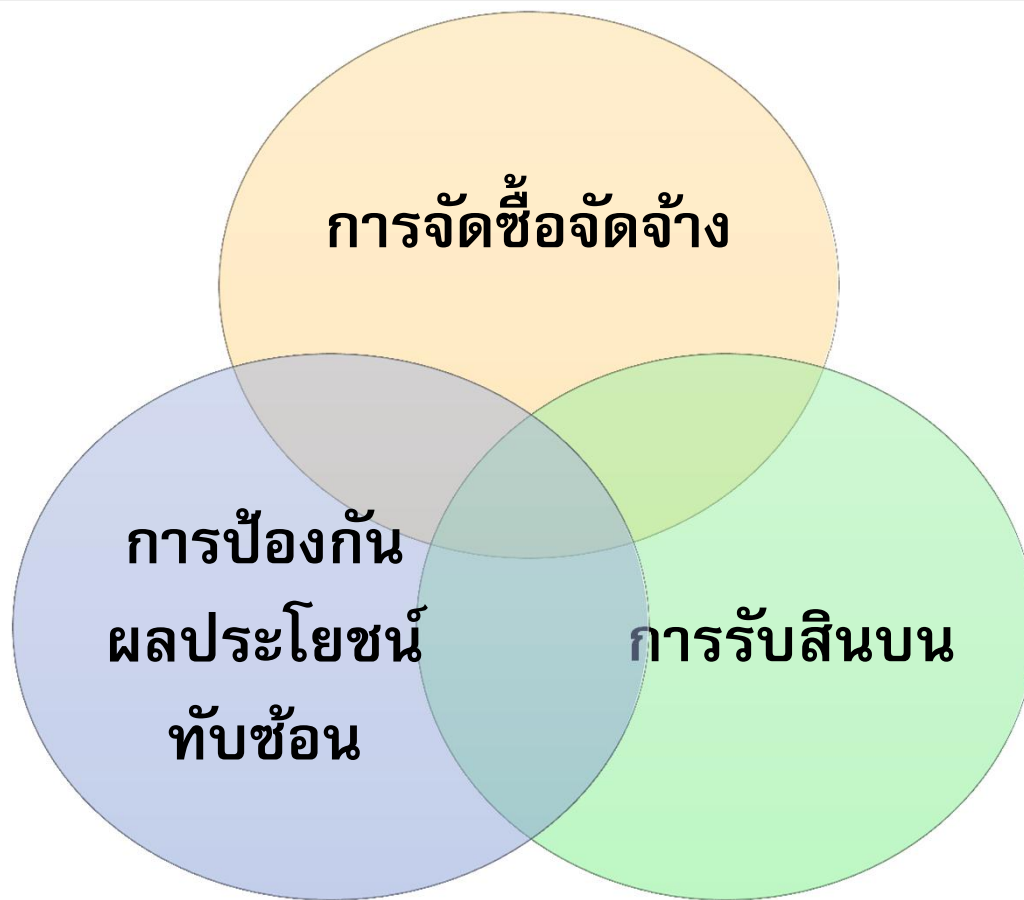 การจัดซื้อจัดจ้าง
การป้องกัน
ผลประโยชน์
ทับซ้อน
การรับสินบน